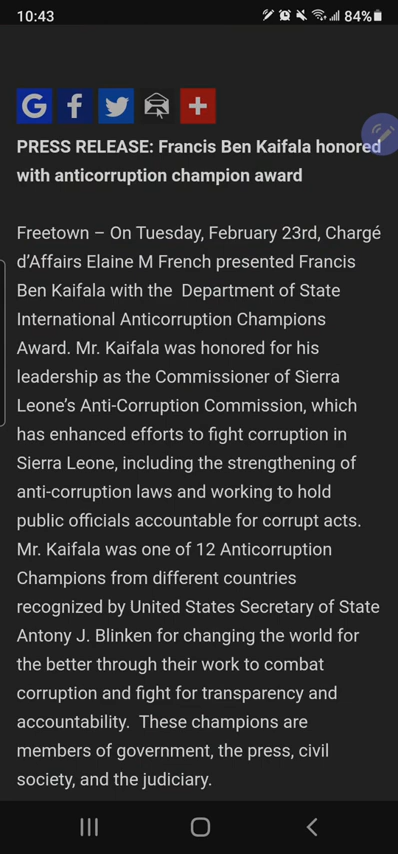 10:43
84%
PRESS RELEASE: Francis Ben Kaifala honored
with anticorruption champion award
Freetown – On Tuesday, February 23rd, Chargé
d'Affairs Elaine M French presented Francis
Ben Kaifala with the  Department of State
International Anticorruption Champions
Award. Mr. Kaifala was honored for his
leadership as the Commissioner of Sierra
Leone's Anti-Corruption Commission, which
has enhanced efforts to fight corruption in
Sierra Leone, including the strengthening of
anti-corruption laws and working to hold
public officials accountable for corrupt acts.
Mr. Kaifala was one of 12 Anticorruption
Champions from different countries
recognized by United States Secretary of State
Antony J. Blinken for changing the world for
the better through their work to combat
corruption and fight for transparency and
accountability.  These champions are
members of government, the press, civil
society, and the judiciary.